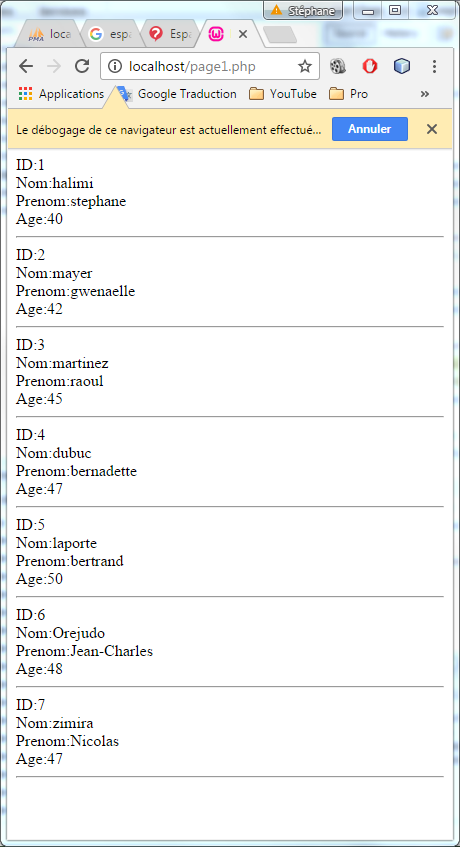 Stéphane
loca
espa
Espa
localhost/page1.php
Applications
Google Traduction
YouTube
Pro
»
Le débogage de ce navigateur est actuellement effectué...
Annuler
ID:1
Nom:halimi
Prenom:stephane
Age:40
ID:2
Nom:mayer
Prenom:gwenaelle
Age:42
ID:3
Nom:martinez
Prenom:raoul
Age:45
ID:4
Nom:dubuc
Prenom:bernadette
Age:47
ID:5
Nom:laporte
Prenom:bertrand
Age:50
ID:6
Nom:Orejudo
Prenom:Jean-Charles
Age:48
ID:7
Nom:zimira
Prenom:Nicolas
Age:47